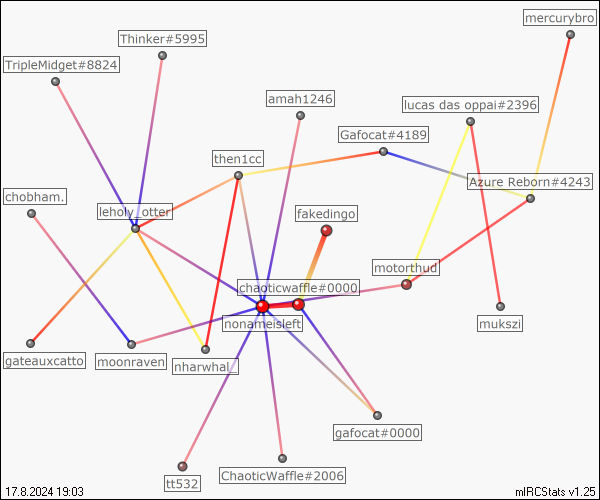 mercurybro
Thinker#5995
TripleMidget#8824
amah1246
lucas das oppai#2396
Gafocat#4189
then1cc
Azure Reborn#4243
chobham.
leholy_otter
fakedingo
motorthud
chaoticwaffle#0000
nonameisleft
mukszi
gateauxcatto
moonraven
nharwhal_
gafocat#0000
tt532
ChaoticWaffle#2006
17.8.2024 19:03
mIRCStats v1.25